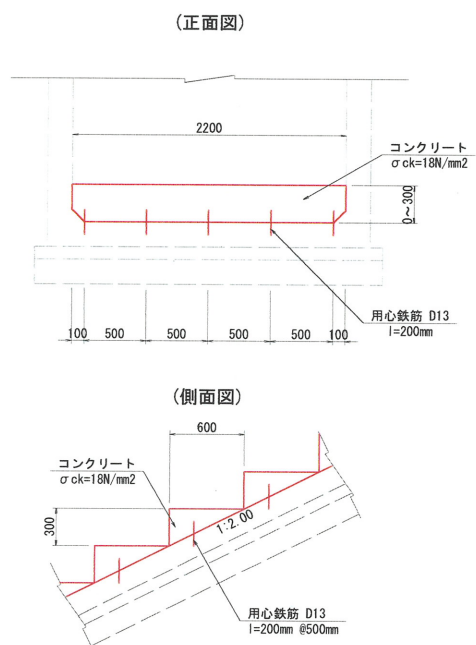 (正面図)
2200
コンクリート
σck=18N/mm2
0~300
用心鉄筋 D13
l=200mm
100 500 500 500 500 100
(側面図)
600
コンクリート
σck=18N/mm2
300
1:2.00
用心鉄筋 D13
l=200mm @500mm